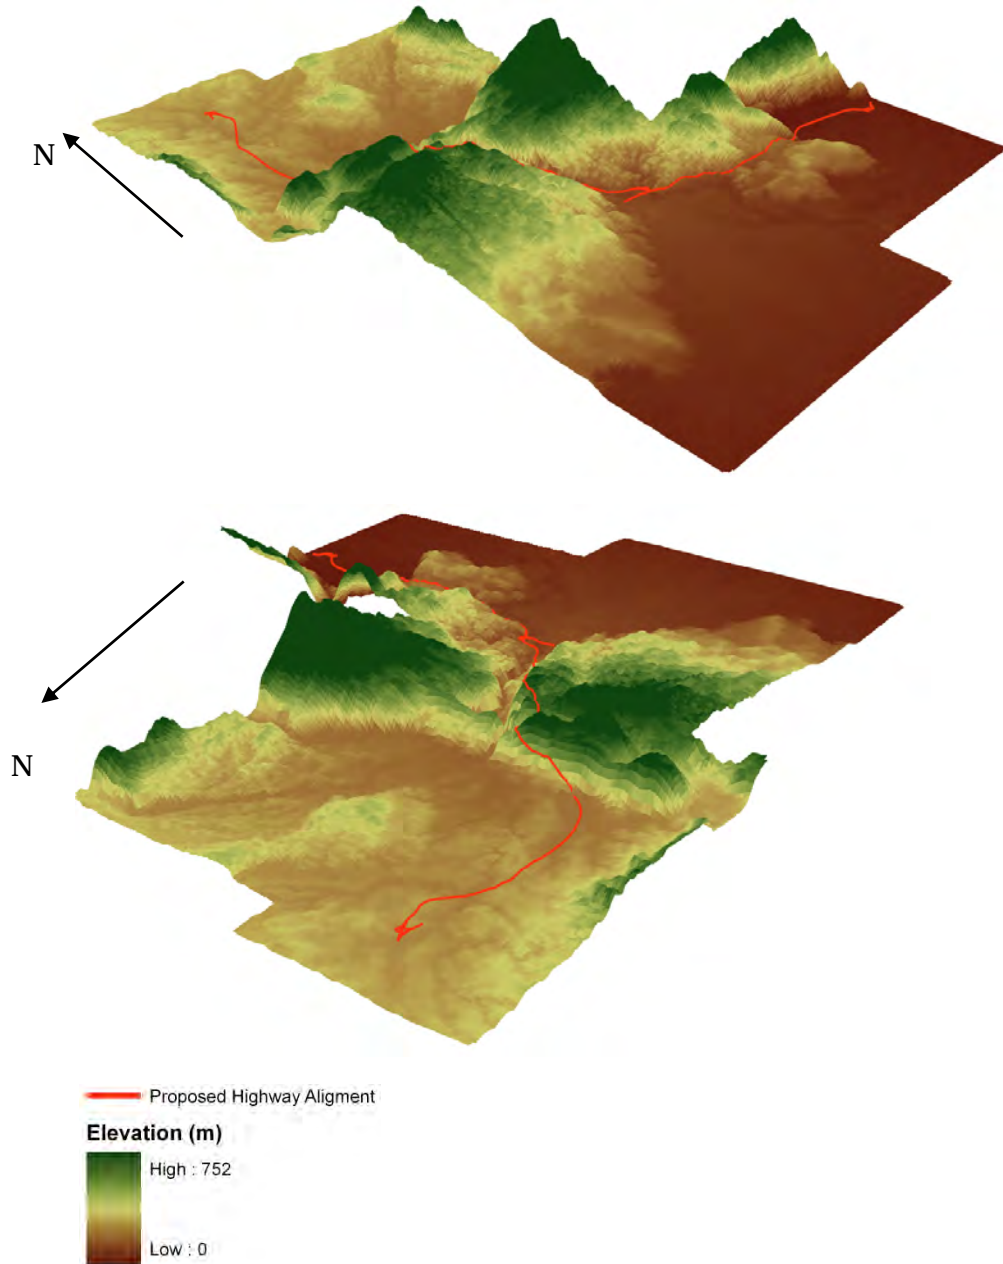 N
N
Proposed Highway Aligment
Elevation (m)
High : 752
Low : 0